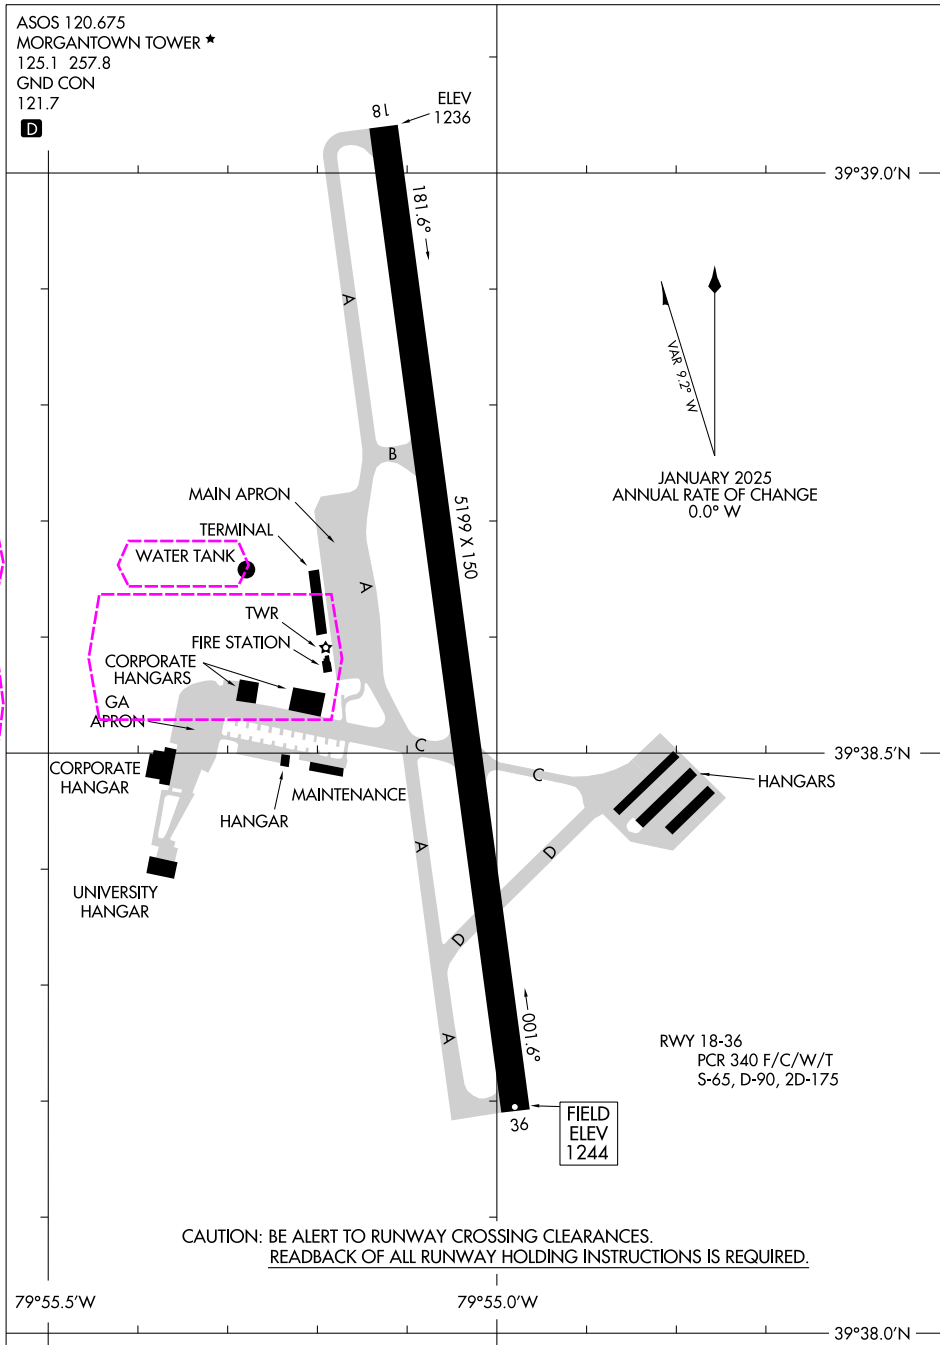 ASOS 120.675
MORGANTOWN TOWER ★
125.1 257.8
GND CON
121.7
D
18
ELEV
1236
39°39.0'N
181.6°
A
VAR 9.2° W
B
JANUARY 2025
ANNUAL RATE OF CHANGE
0.0° W
MAIN APRON
5199 X 150
TERMINAL
WATER TANK
A
TWR
FIRE STATION
CORPORATE
HANGARS
GA
APRON
C
39°38.5'N
CORPORATE
HANGAR
C
HANGARS
MAINTENANCE
HANGAR
A
D
UNIVERSITY
HANGAR
D
001.6°
A
RWY 18-36
PCR 340 F/C/W/T
S-65, D-90, 2D-175
36
FIELD
ELEV
1244
CAUTION: BE ALERT TO RUNWAY CROSSING CLEARANCES.
READBACK OF ALL RUNWAY HOLDING INSTRUCTIONS IS REQUIRED.
79°55.5'W
79°55.0'W
39°38.0'N